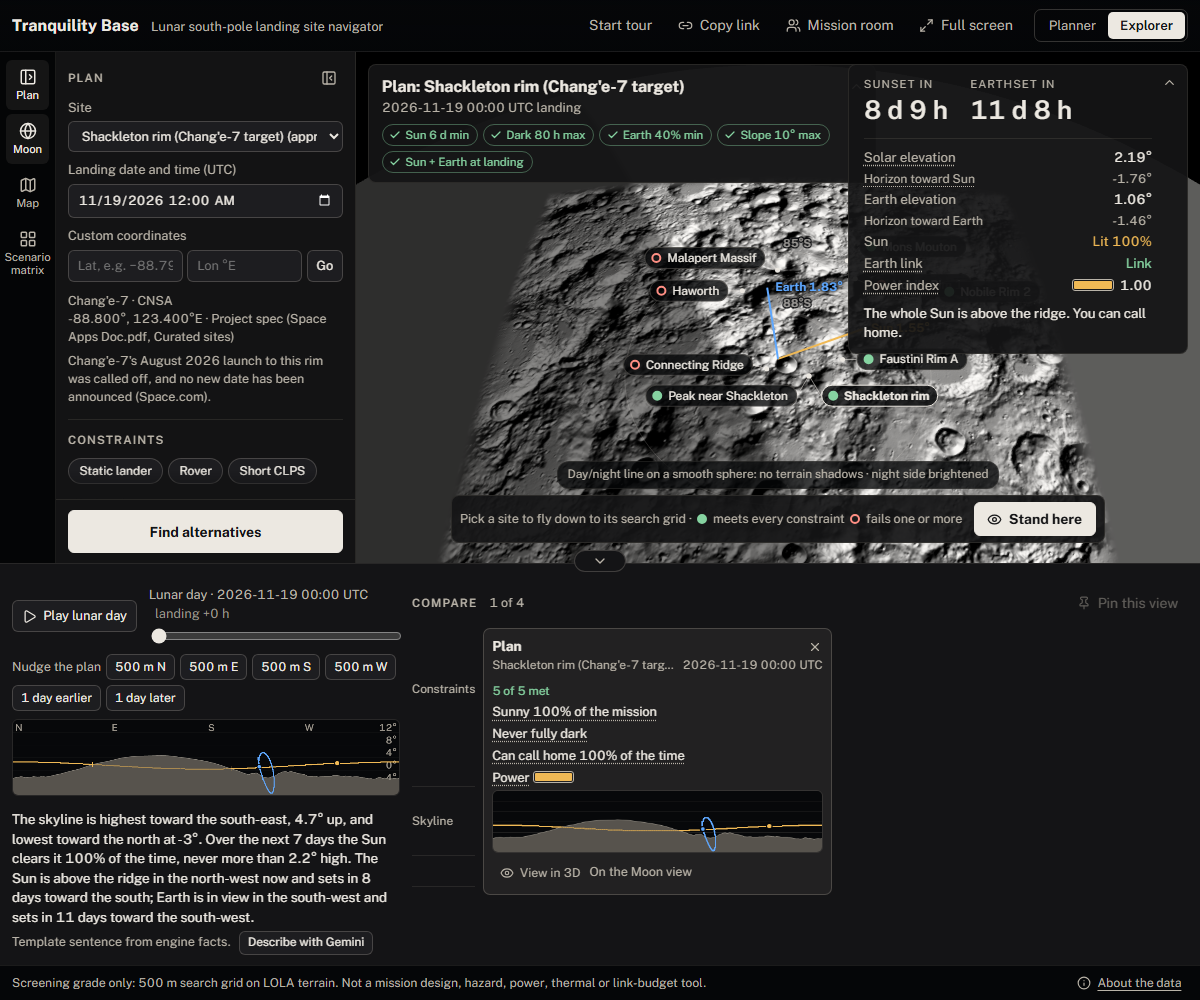 Tranquility Base
Lunar south-pole landing site navigator
Start tour
Copy link
Mission room
Full screen
Planner
Explorer
Plan
Moon
Map
Scenario
matrix
PLAN
Site
Shackleton rim (Chang'e-7 target) (appr
Landing date and time (UTC)
11/19/2026 12:00 AM
Custom coordinates
Lat, e.g. −88.79
Lon °E
Go
Chang'e-7 · CNSA
-88.800°, 123.400°E · Project spec (Space
Apps Doc.pdf, Curated sites)
Chang'e-7's August 2026 launch to this rim
was called off, and no new date has been
announced (Space.com).
CONSTRAINTS
Static lander
Rover
Short CLPS
Find alternatives
Plan: Shackleton rim (Chang'e-7 target)
2026-11-19 00:00 UTC landing
Sun 6 d min
Dark 80 h max
Earth 40% min
Slope 10° max
Sun + Earth at landing
SUNSET IN
8 d 9 h
EARTHSET IN
11 d 8 h
Solar elevation 2.19°
Horizon toward Sun -1.76°
Earth elevation 1.06°
Horizon toward Earth -1.46°
Sun Lit 100%
Earth link Link
Power index 1.00
The whole Sun is above the ridge. You can call
home.
85°S
Malapert Massif
Mons Mouton
Haworth
Earth 1.83°
88°S
Nobile Rim 2
Connecting Ridge
Faustini Rim A
Peak near Shackleton
Shackleton rim
Day/night line on a smooth sphere: no terrain shadows · night side brightened
Pick a site to fly down to its search grid · meets every constraint fails one or more
Stand here
Play lunar day
Lunar day · 2026-11-19 00:00 UTC
landing +0 h
Nudge the plan
500 m N
500 m E
500 m S
500 m W
1 day earlier
1 day later
N E S W 12°
8°
4°
0°
The skyline is highest toward the south-east, 4.7° up, and
lowest toward the north at -3°. Over the next 7 days the Sun
clears it 100% of the time, never more than 2.2° high. The
Sun is above the ridge in the north-west now and sets in 8
days toward the south; Earth is in view in the south-west and
sets in 11 days toward the south-west.
Template sentence from engine facts.
Describe with Gemini
COMPARE 1 of 4
Pin this view
Plan
Shackleton rim (Chang'e-7 targ... 2026-11-19 00:00 UTC
Constraints
5 of 5 met
Sunny 100% of the mission
Never fully dark
Can call home 100% of the time
Power
Skyline
View in 3D
On the Moon view
Screening grade only: 500 m search grid on LOLA terrain. Not a mission design, hazard, power, thermal or link-budget tool.
About the data